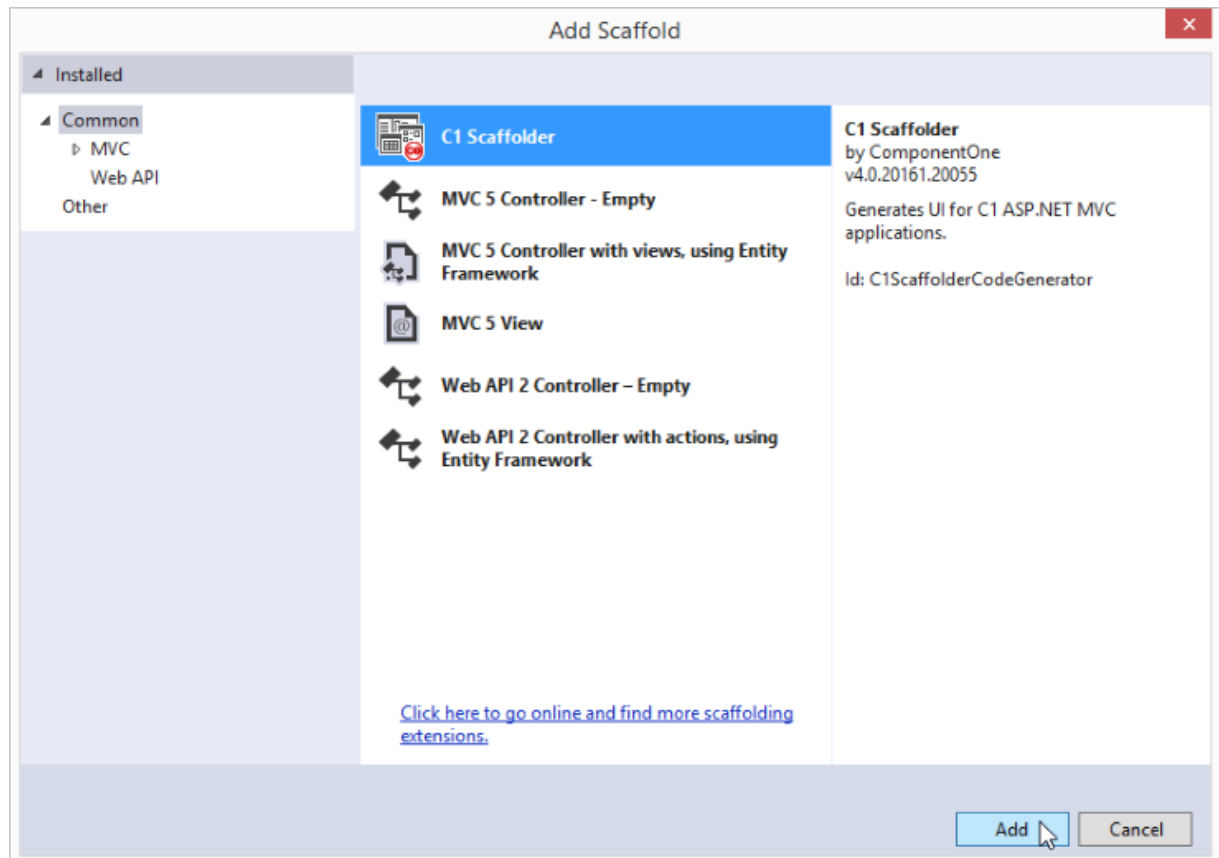 Add Scaffold
Installed
Common
MVC
Web API
Other
C1 Scaffolder
MVC 5 Controller - Empty
MVC 5 Controller with views, using Entity
Framework
MVC 5 View
Web API 2 Controller – Empty
Web API 2 Controller with actions, using
Entity Framework
Click here to go online and find more scaffolding
extensions.
C1 Scaffolder
by ComponentOne
v4.0.20161.20055
Generates UI for C1 ASP.NET MVC
applications.
Id: C1ScaffolderCodeGenerator
Add
Cancel